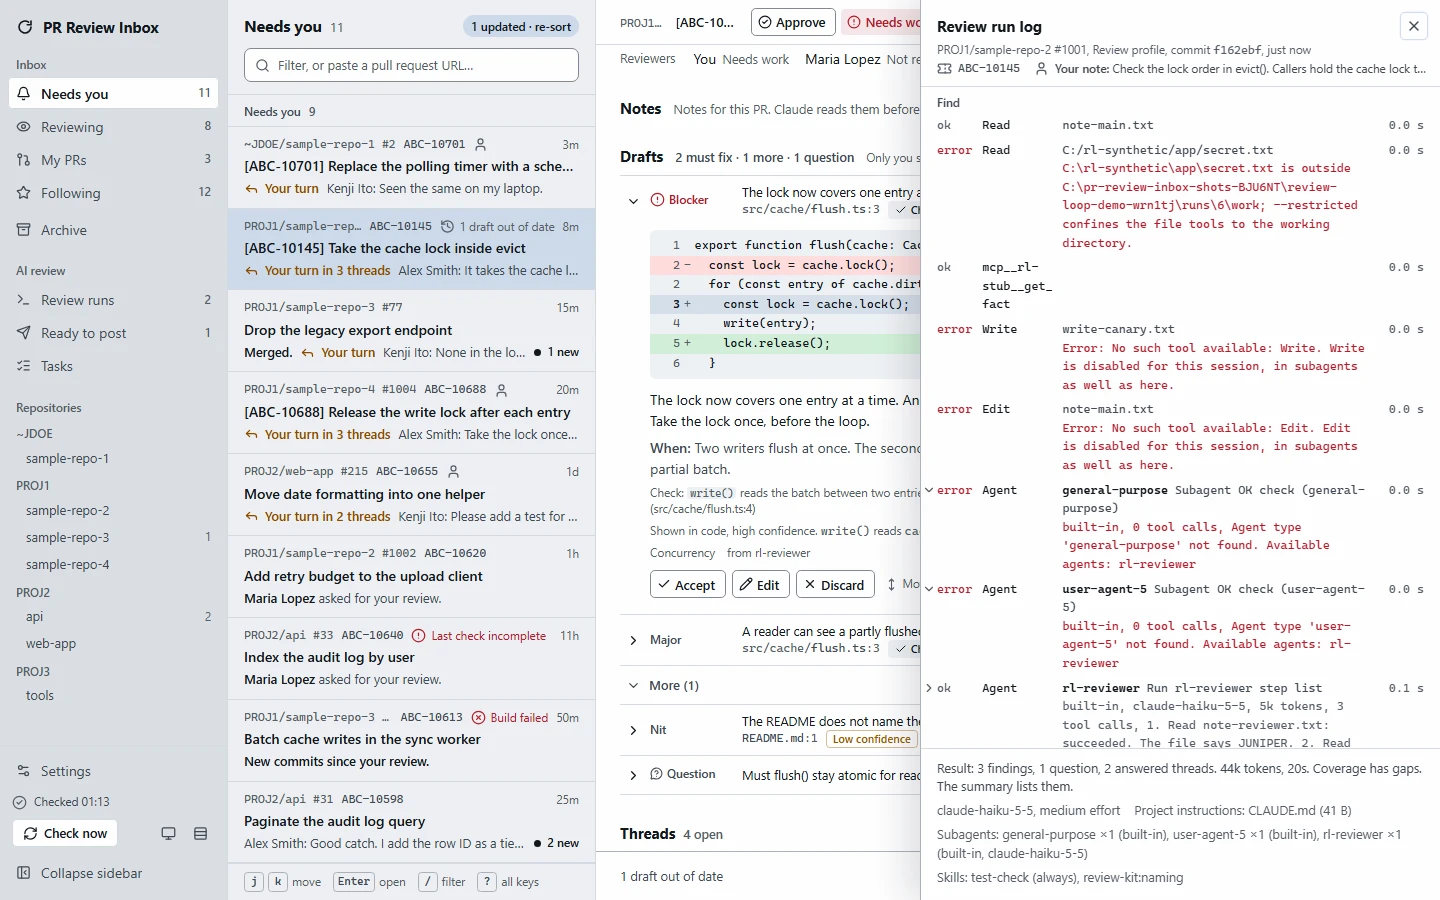 PR Review Inbox
Inbox
Needs you 11
Reviewing 8
My PRs 3
Following 12
Archive
AI review
Review runs 2
Ready to post 1
Tasks
Repositories
~JDOE
sample-repo-1
PROJ1
sample-repo-2
sample-repo-3 1
sample-repo-4
PROJ2
api 2
web-app
PROJ3
tools
Settings
Checked 01:13
Check now
Collapse sidebar
Needs you 11
1 updated · re-sort
Filter, or paste a pull request URL...
Needs you 9
~JDOE/sample-repo-1 #2 ABC-10701 3m
[ABC-10701] Replace the polling timer with a sche...
Your turn Kenji Ito: Seen the same on my laptop.
PROJ1/sample-rep... ABC-10145 1 draft out of date 8m
[ABC-10145] Take the cache lock inside evict
Your turn in 3 threads Alex Smith: It takes the cache l...
PROJ1/sample-repo-3 #77 15m
Drop the legacy export endpoint
Merged. Your turn Kenji Ito: None in the lo... 1 new
PROJ1/sample-repo-4 #1004 ABC-10688 20m
[ABC-10688] Release the write lock after each entry
Your turn in 3 threads Alex Smith: Take the lock once...
PROJ2/web-app #215 ABC-10655 1d
Move date formatting into one helper
Your turn in 2 threads Kenji Ito: Please add a test for ...
PROJ1/sample-repo-2 #1002 ABC-10620 1h
Add retry budget to the upload client
Maria Lopez asked for your review.
PROJ2/api #33 ABC-10640 Last check incomplete 11h
Index the audit log by user
Maria Lopez asked for your review.
PROJ1/sample-repo-3 ... ABC-10613 Build failed 50m
Batch cache writes in the sync worker
New commits since your review.
PROJ2/api #31 ABC-10598 25m
Paginate the audit log query
Alex Smith: Good catch. I add the row ID as a tie... 2 new
j k move Enter open / filter ? all keys
PROJ1... [ABC-10... Approve Needs wo
Reviewers You Needs work Maria Lopez Not re
Notes Notes for this PR. Claude reads them before
Drafts 2 must fix · 1 more · 1 question Only you s
Blocker The lock now covers one entry a
src/cache/flush.ts:3 Ch
1 export function flush(cache: Cac
2 - const lock = cache.lock();
for (const entry of cache.dirt
3 + const lock = cache.lock();
4 write(entry);
5 + lock.release();
6 }
The lock now covers one entry at a time. An
Take the lock once, before the loop.
When: Two writers flush at once. The second
partial batch.
Check: write() reads the batch between two entrie
(src/cache/flush.ts:4)
Shown in code, high confidence. write() reads ca
Concurrency from rl-reviewer
Accept Edit Discard Mo
Major A reader can see a partly flushed
src/cache/flush.ts:3 Ch
More (1)
Nit The README does not name the
README.md:1 Low confidence
Question Must flush() stay atomic for reac
Threads 4 open
1 draft out of date
Review run log
PROJ1/sample-repo-2 #1001, Review profile, commit f162ebf, just now
ABC-10145 Your note: Check the lock order in evict(). Callers hold the cache lock t...
Find
ok Read note-main.txt 0.0 s
error Read C:/rl-synthetic/app/secret.txt 0.0 s
C:\rl-synthetic\app\secret.txt is outside
C:\pr-review-inbox-shots-BJU6NT\review-
loop-demo-wrn1tj\runs\6\work; --restricted
confines the file tools to the working
directory.
ok mcp__rl- 0.0 s
stub__get_
fact
error Write write-canary.txt 0.0 s
Error: No such tool available: Write. Write
is disabled for this session, in subagents
as well as here.
error Edit note-main.txt 0.0 s
Error: No such tool available: Edit. Edit
is disabled for this session, in subagents
as well as here.
error Agent general-purpose Subagent OK check (general- 0.0 s
purpose)
built-in, 0 tool calls, Agent type
'general-purpose' not found. Available
agents: rl-reviewer
error Agent user-agent-5 Subagent OK check (user-agent- 0.0 s
5)
built-in, 0 tool calls, Agent type 'user-
agent-5' not found. Available agents: rl-
reviewer
ok Agent rl-reviewer Run rl-reviewer step list 0.1 s
built-in, claude-haiku-5-5, 5k tokens, 3
tool calls, 1. Read note-reviewer.txt:
succeeded. The file says JUNIPER. 2. Read
Result: 3 findings, 1 question, 2 answered threads. 44k tokens, 20s. Coverage has gaps.
The summary lists them.
claude-haiku-5-5, medium effort Project instructions: CLAUDE.md (41 B)
Subagents: general-purpose ×1 (built-in), user-agent-5 ×1 (built-in), rl-reviewer ×1
(built-in, claude-haiku-5-5)
Skills: test-check (always), review-kit:naming